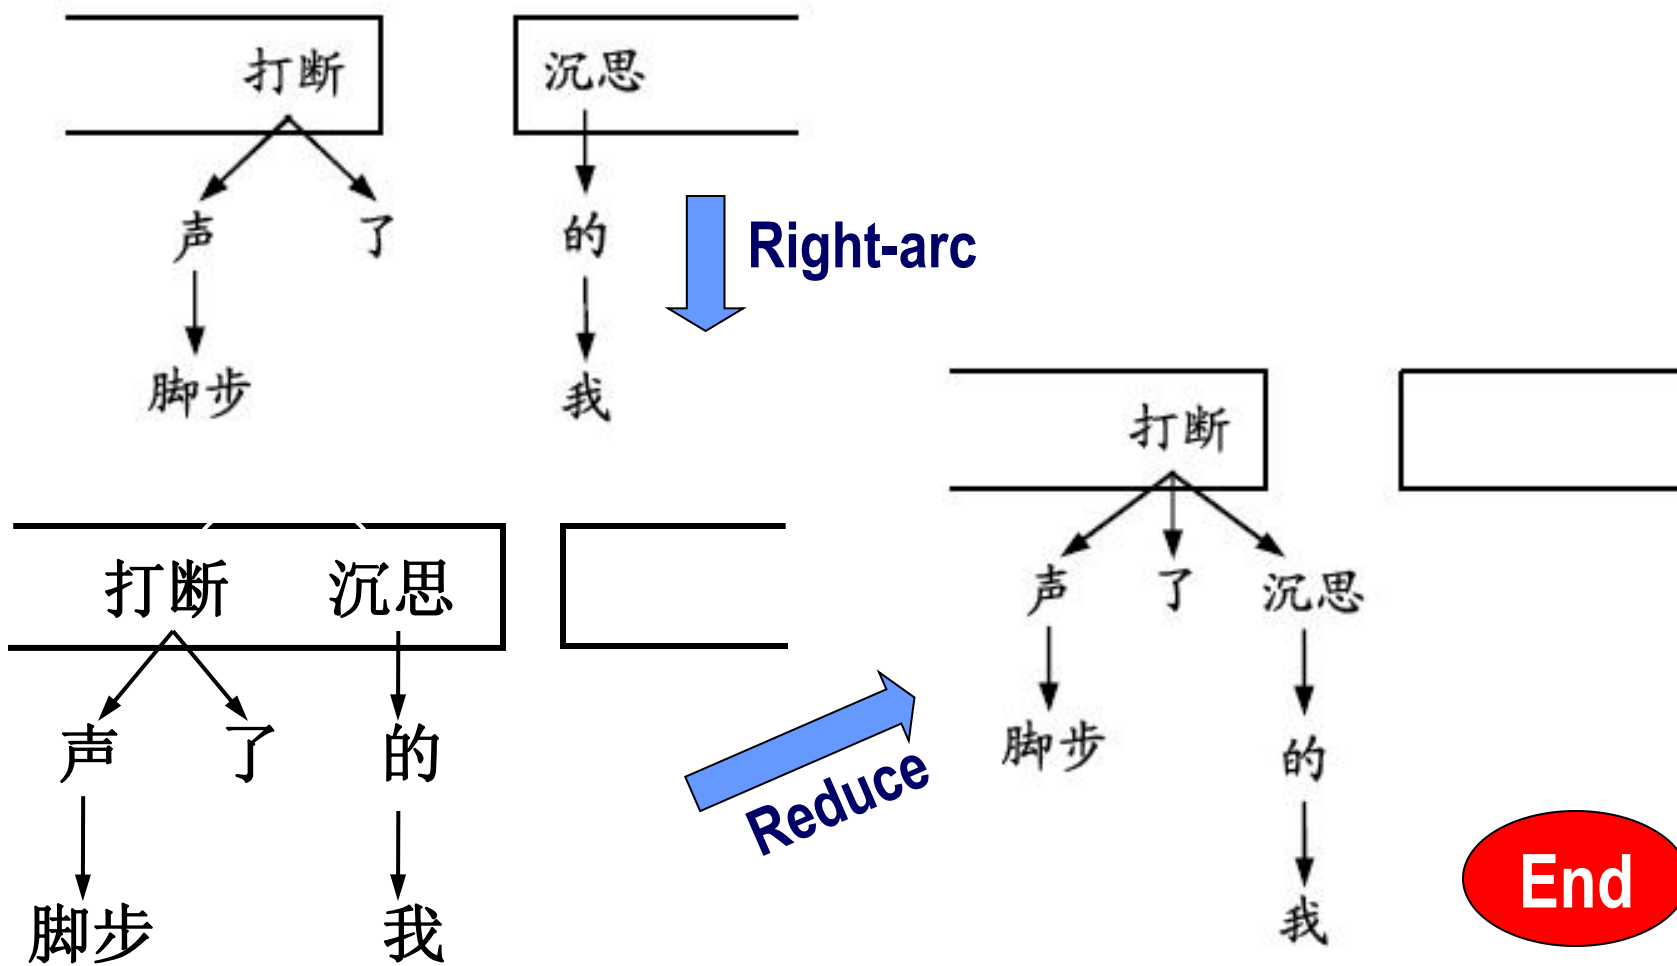 打断 沉思
声 了 的
Right-arc
脚步 我
打断
打断 沉思
声 了 沉思
声 了 的
脚步 的
Reduce
End
脚步 我
我